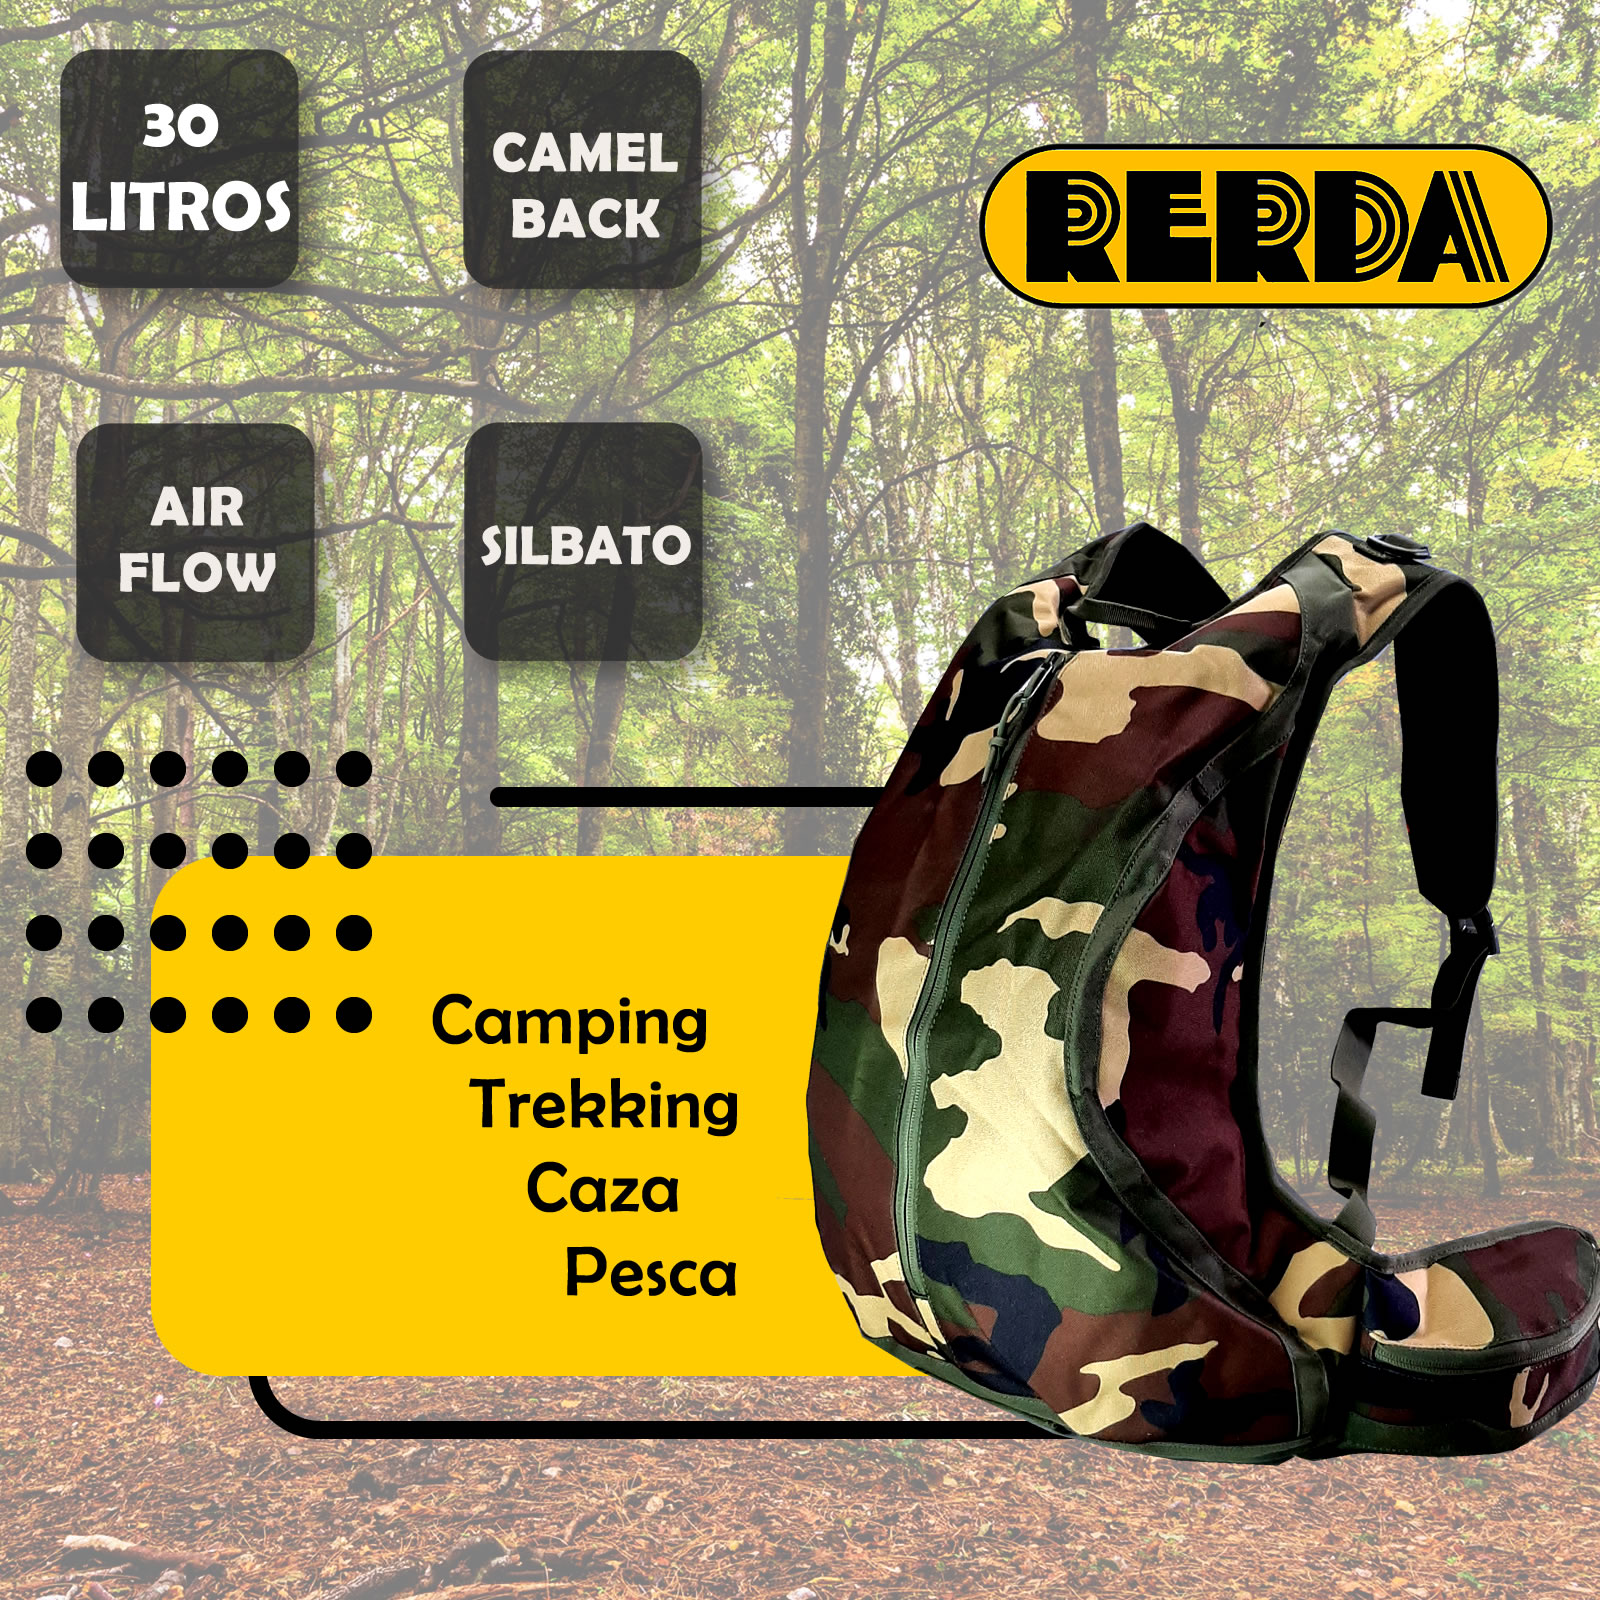 30
LITROS
CAMEL
BACK
RERDA
AIR
FLOW
SILBATO
Camping
Trekking
Caza
Pesca